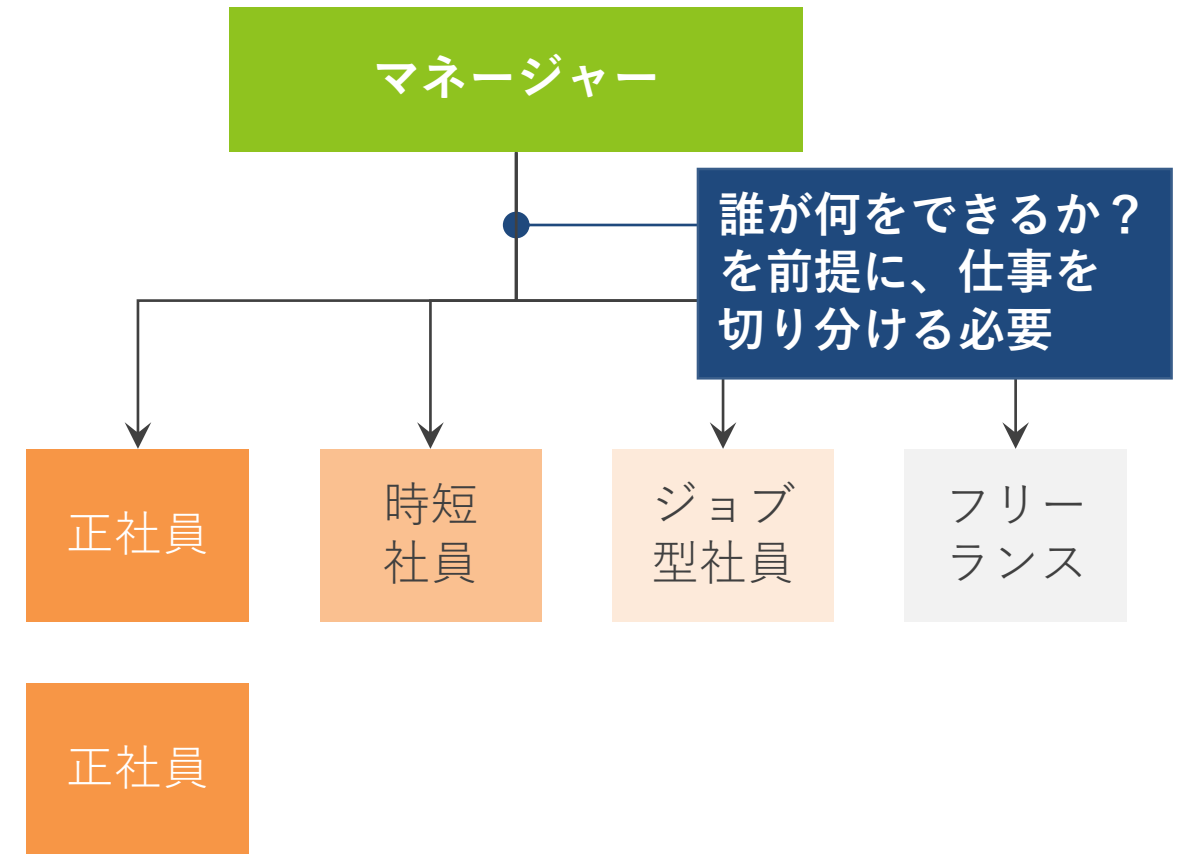 マネージャー
誰が何をできるか？
を前提に、仕事を
切り分ける必要
正社員
時短
社員
ジョブ
型社員
フリー
ランス
正社員